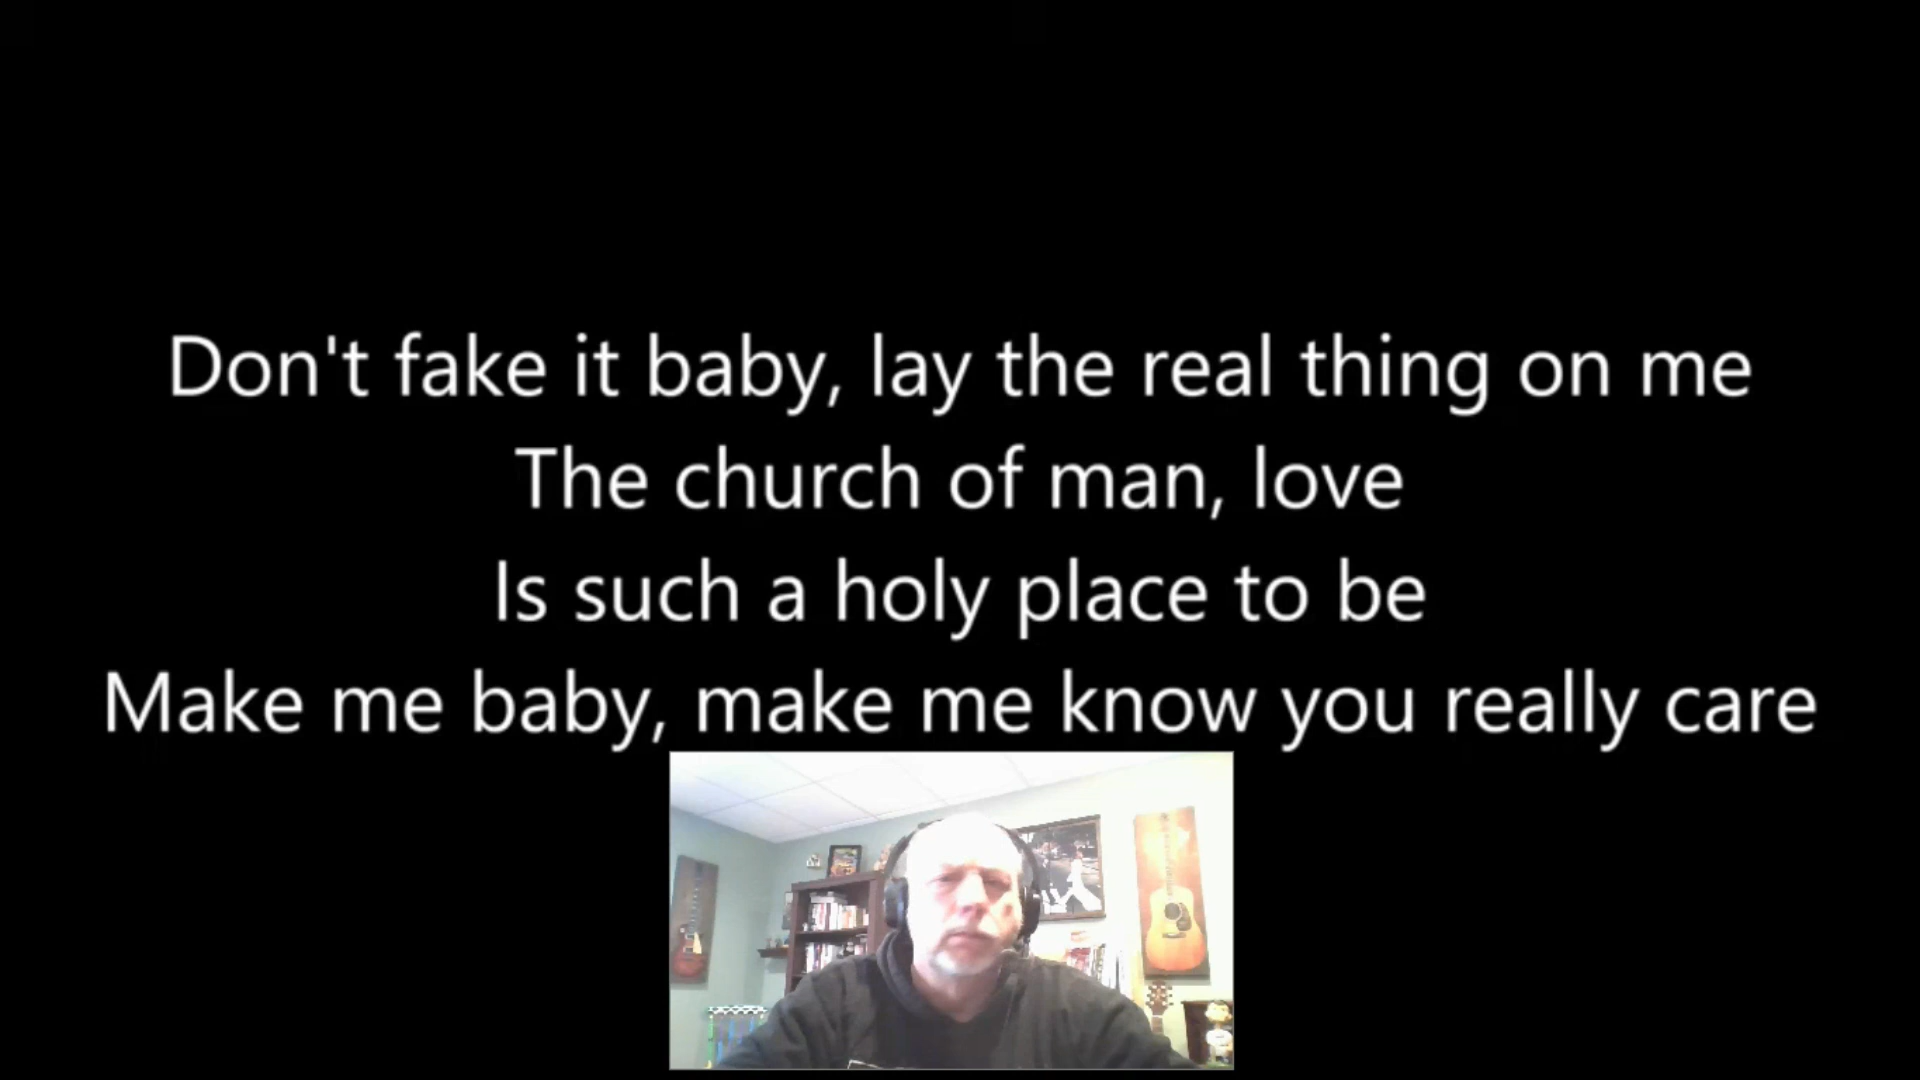 Don't fake it baby, lay the real thing on me
The church of man, love
Is such a holy place to be
Make me baby, make me know you really care